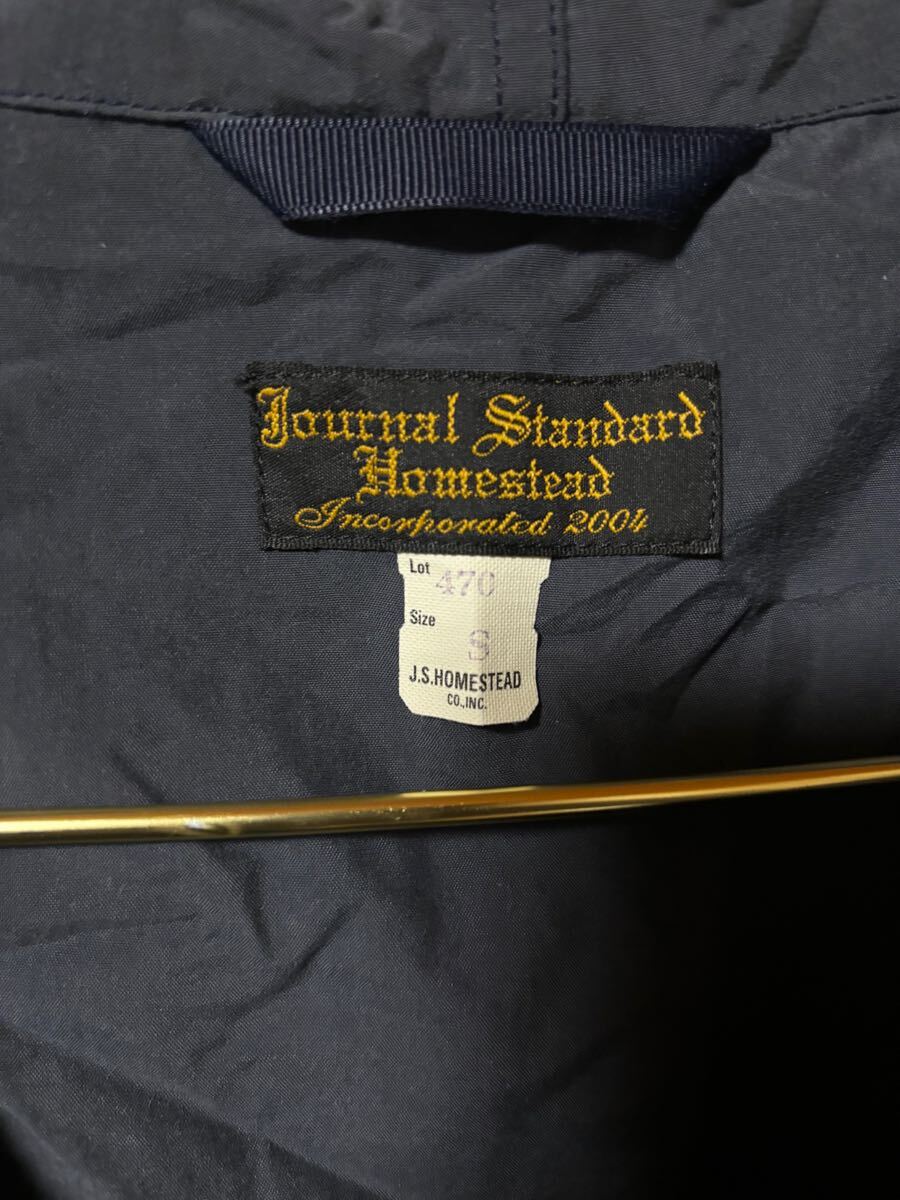 Journal Standard
Homestead
Incorporated 2004
Lot 470
Size S
J.S.HOMESTEAD
CO.,INC.